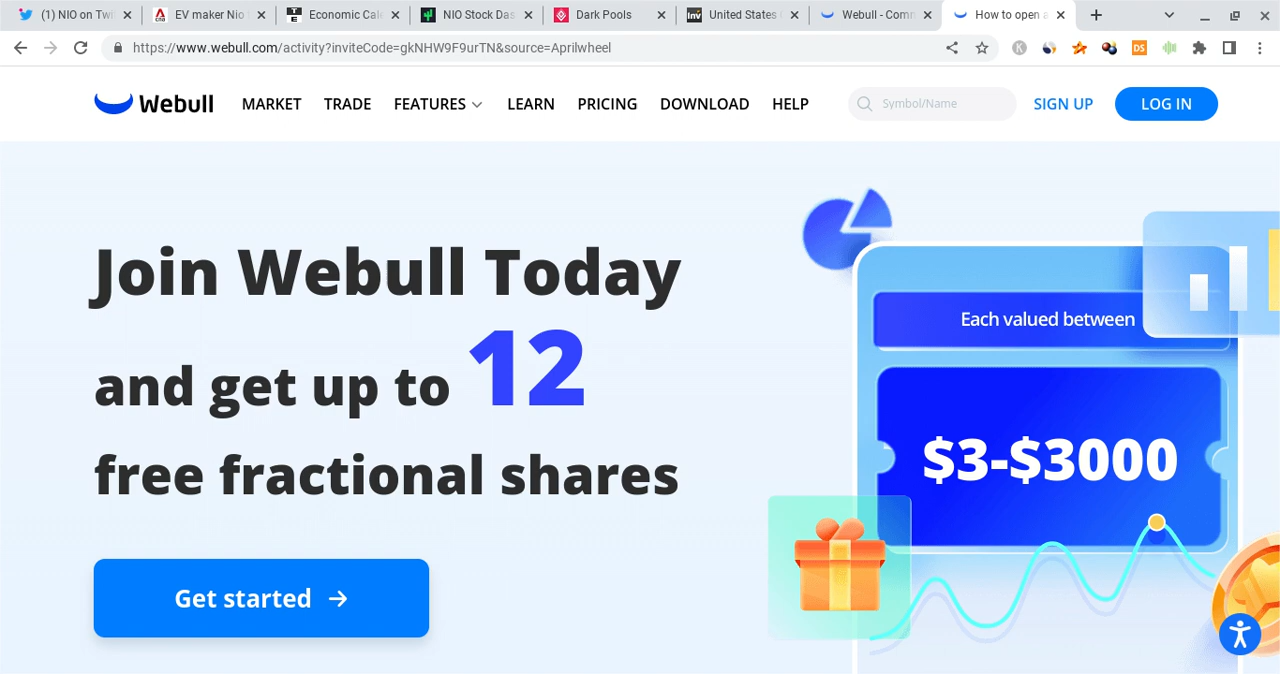 (1) NIO on Twi
EV maker Nio
Economic Cale
NIO Stock Das
Dark Pools
United States
Webull - Comm
How to open a
https://www.webull.com/activity?inviteCode=gkNHW9F9urTN&source=Aprilwheel
Webull
MARKET
TRADE
FEATURES
LEARN
PRICING
DOWNLOAD
HELP
Symbol/Name
SIGN UP
LOG IN
Join Webull Today
and get up to 12
free fractional shares
Get started
Each valued between
$3-$3000